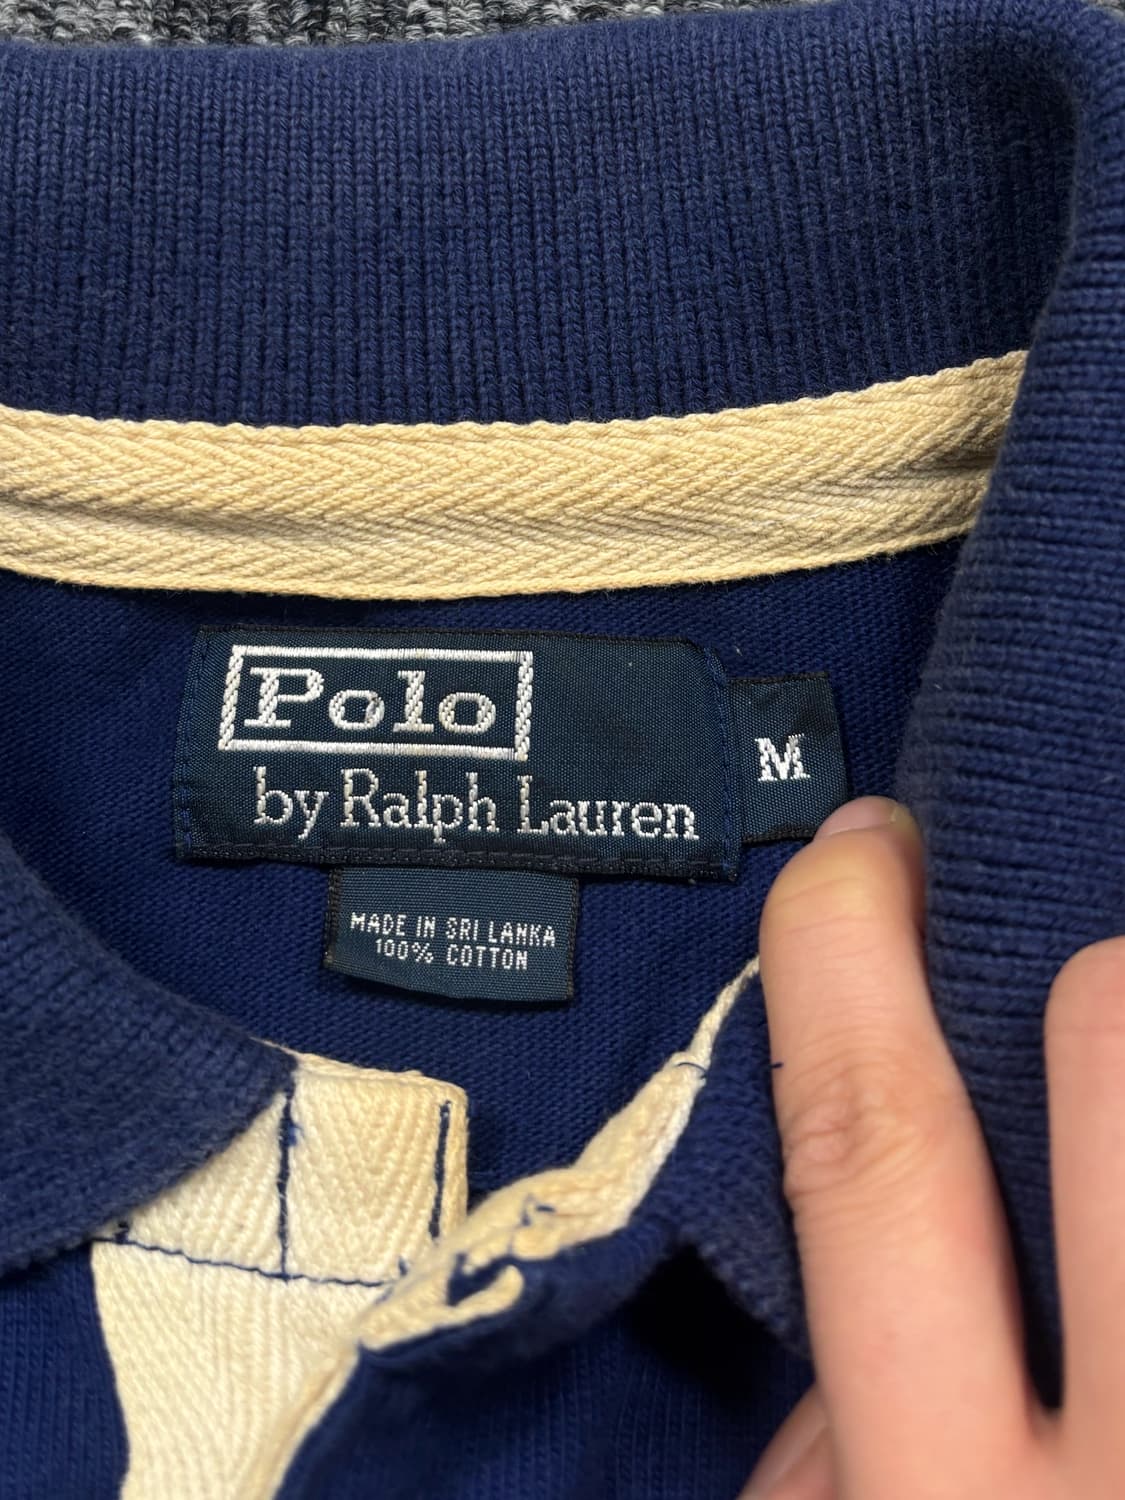 Polo
by Ralph Lauren
M
MADE IN SRI LANKA
100% COTTON